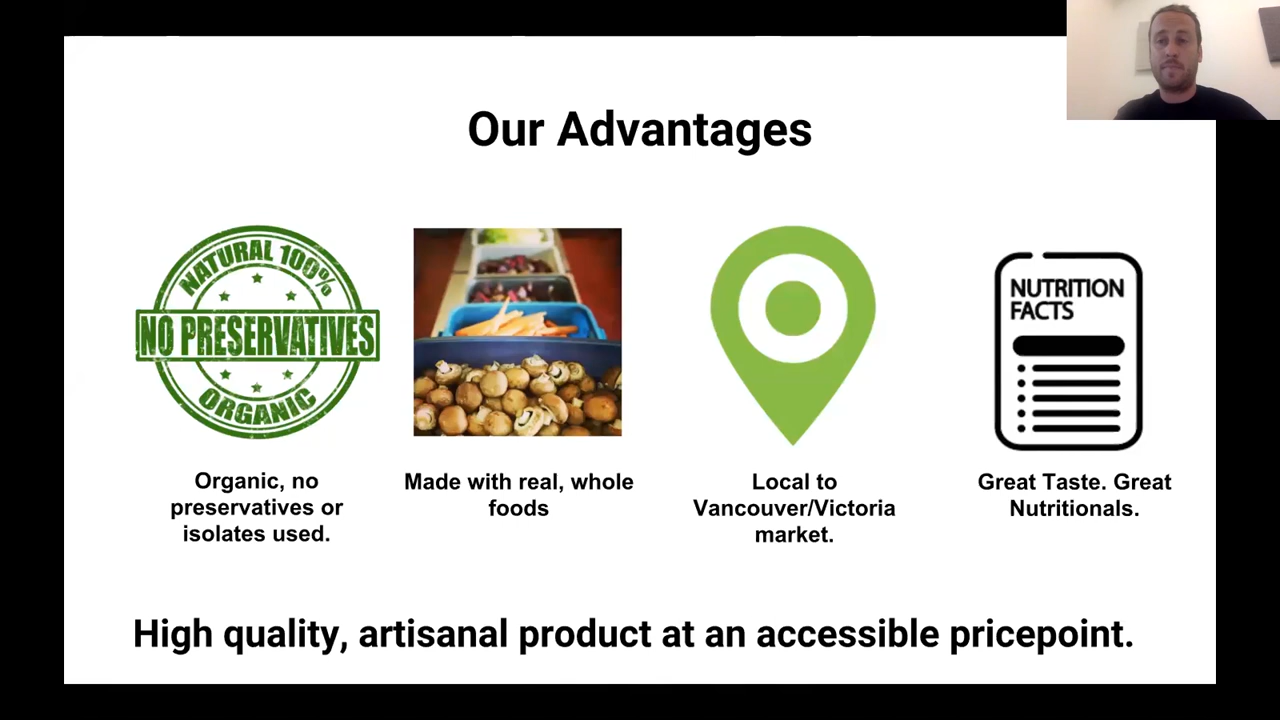 Our Advantages
NATURAL 100%
NO PRESERVATIVES
ORGANIC
NUTRITION
FACTS
Organic, no
preservatives or
isolates used.
Made with real, whole
foods
Local to
Vancouver/Victoria
market.
Great Taste. Great
Nutritionals.
High quality, artisanal product at an accessible pricepoint.